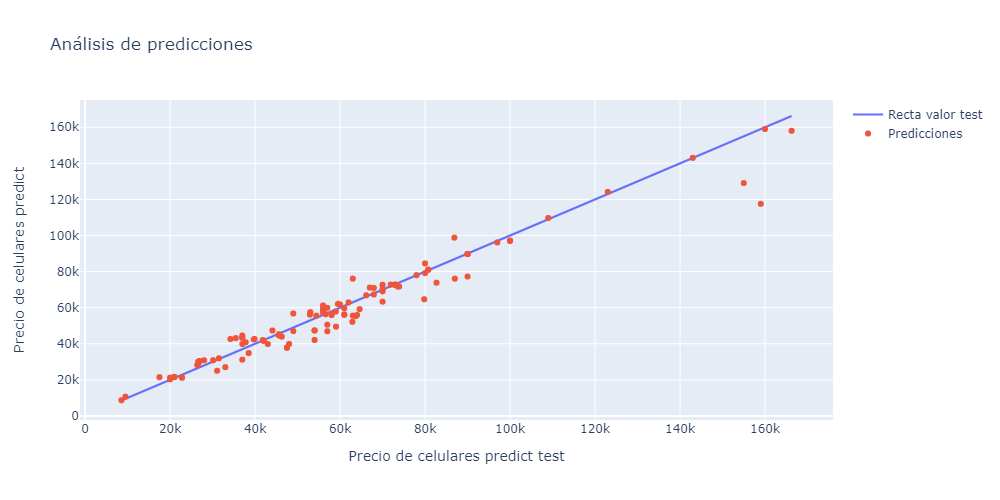 Análisis de predicciones
Recta valor test
Predicciones
160k
140k
120k
100k
80k
60k
40k
20k
0
Precio de celulares predict
0
20k
40k
60k
80k
100k
120k
140k
160k
Precio de celulares predict test